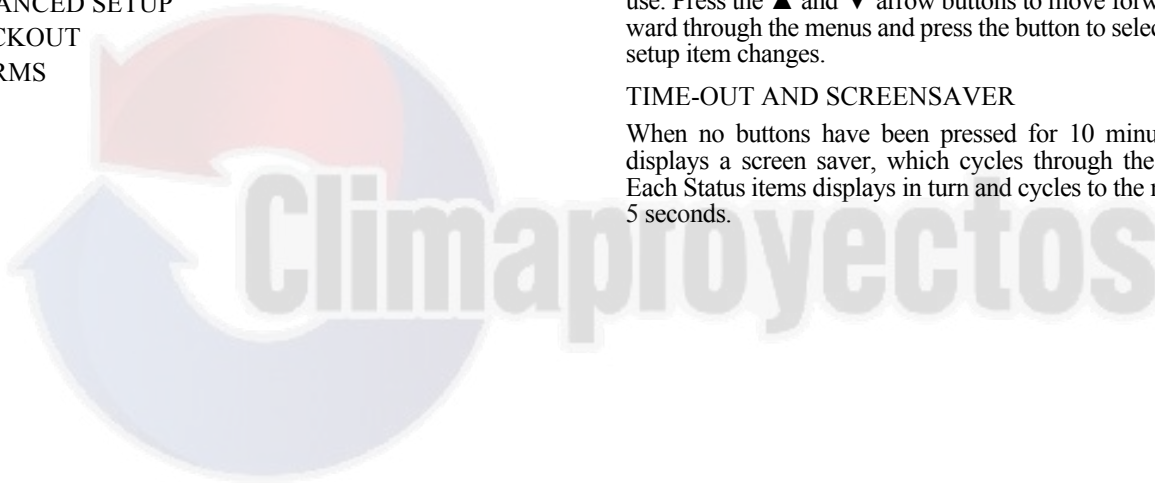 ANCED SETUP
CKOUT
RMS
use. Press the ▲ and ▼ arrow buttons to move forw
ward through the menus and press the button to selec
setup item changes.
TIME-OUT AND SCREENSAVER
When no buttons have been pressed for 10 minu
displays a screen saver, which cycles through the
Each Status items displays in turn and cycles to the
5 seconds.
Climaproyectos